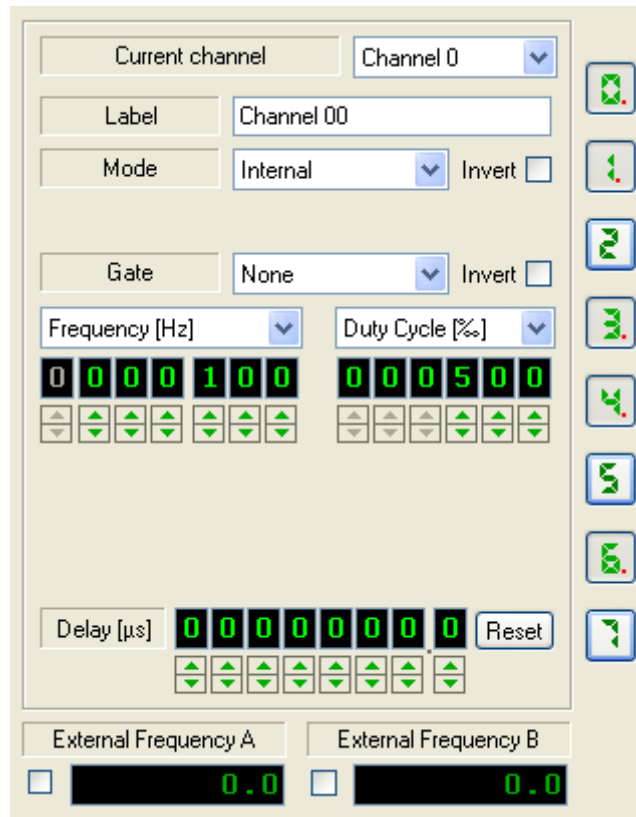 Current channel Channel 0
0.
Label Channel 00
Mode Internal Invert
1.
2
Gate None Invert
Frequency [Hz] Duty Cycle [‰]
3.
0 0 0 0 1 0 0 0 0 0 5 0 0
4.
5
6.
Delay [µs] 0 0 0 0 0 0 0 . 0 Reset
7
External Frequency A External Frequency B
0.0 0.0